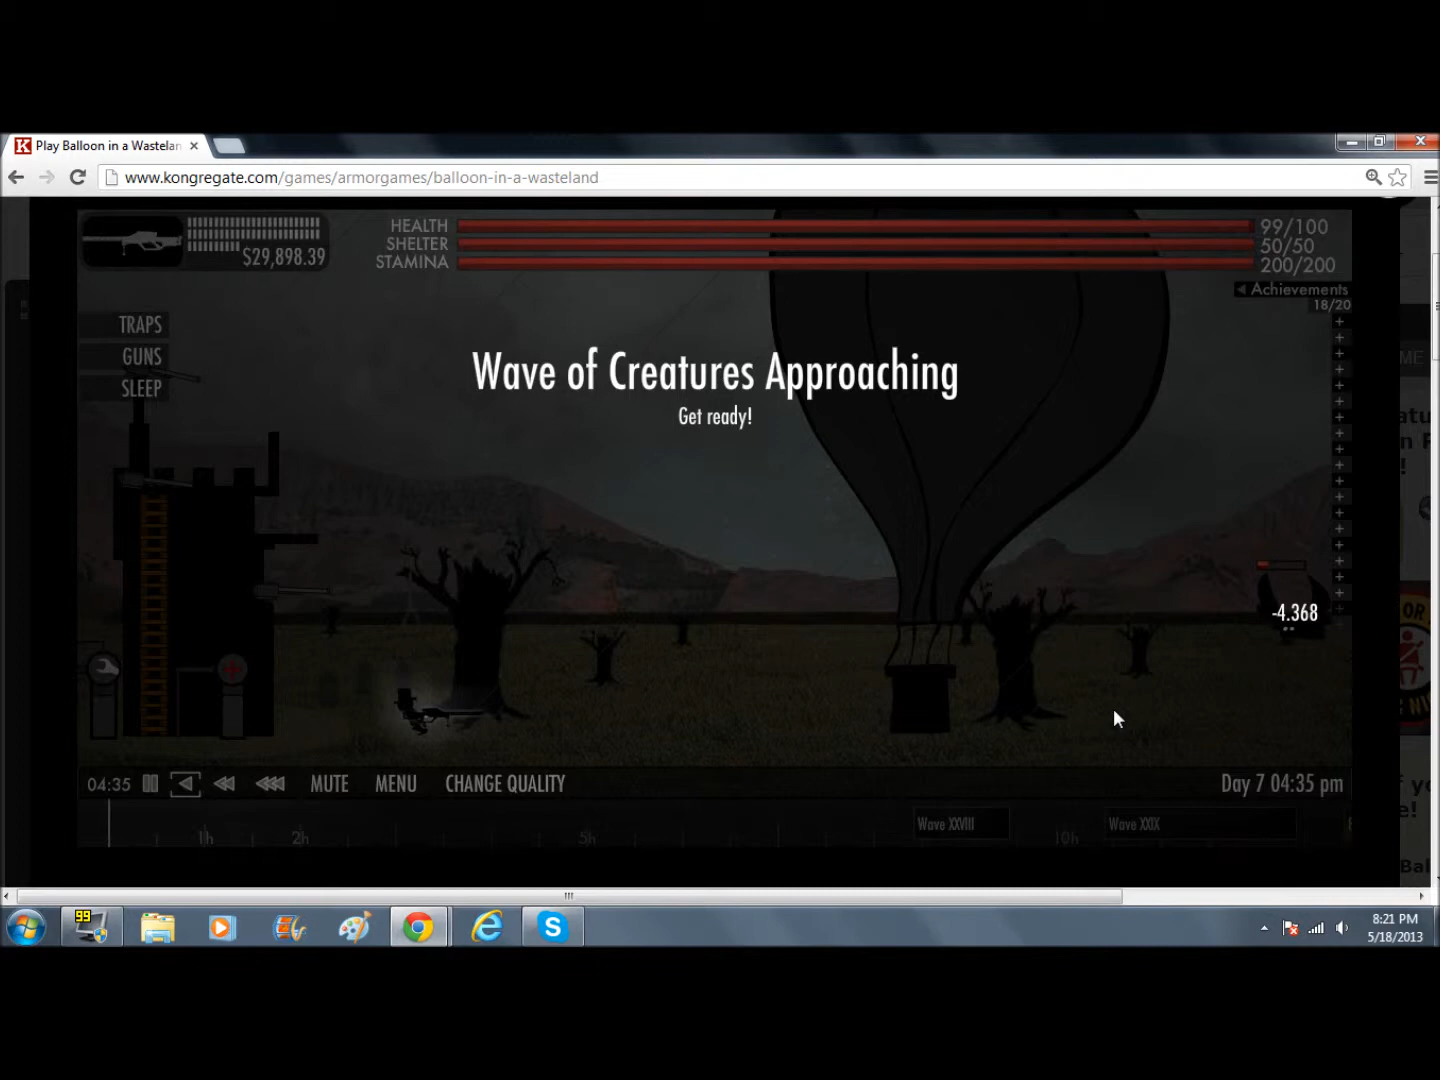 Play Balloon in a Wastelan
www.kongregate.com/games/armorgames/balloon-in-a-wasteland
$29,898.39
HEALTH 99/100
SHELTER 50/50
STAMINA 200/200
Achievements
18/20
TRAPS
GUNS
SLEEP
Wave of Creatures Approaching
Get ready!
-4.368
04:35 MUTE MENU CHANGE QUALITY Day 7 04:35 pm
1h 2h 5h Wave XXVIII 10h Wave XXIX
99
8:21 PM
5/18/2013